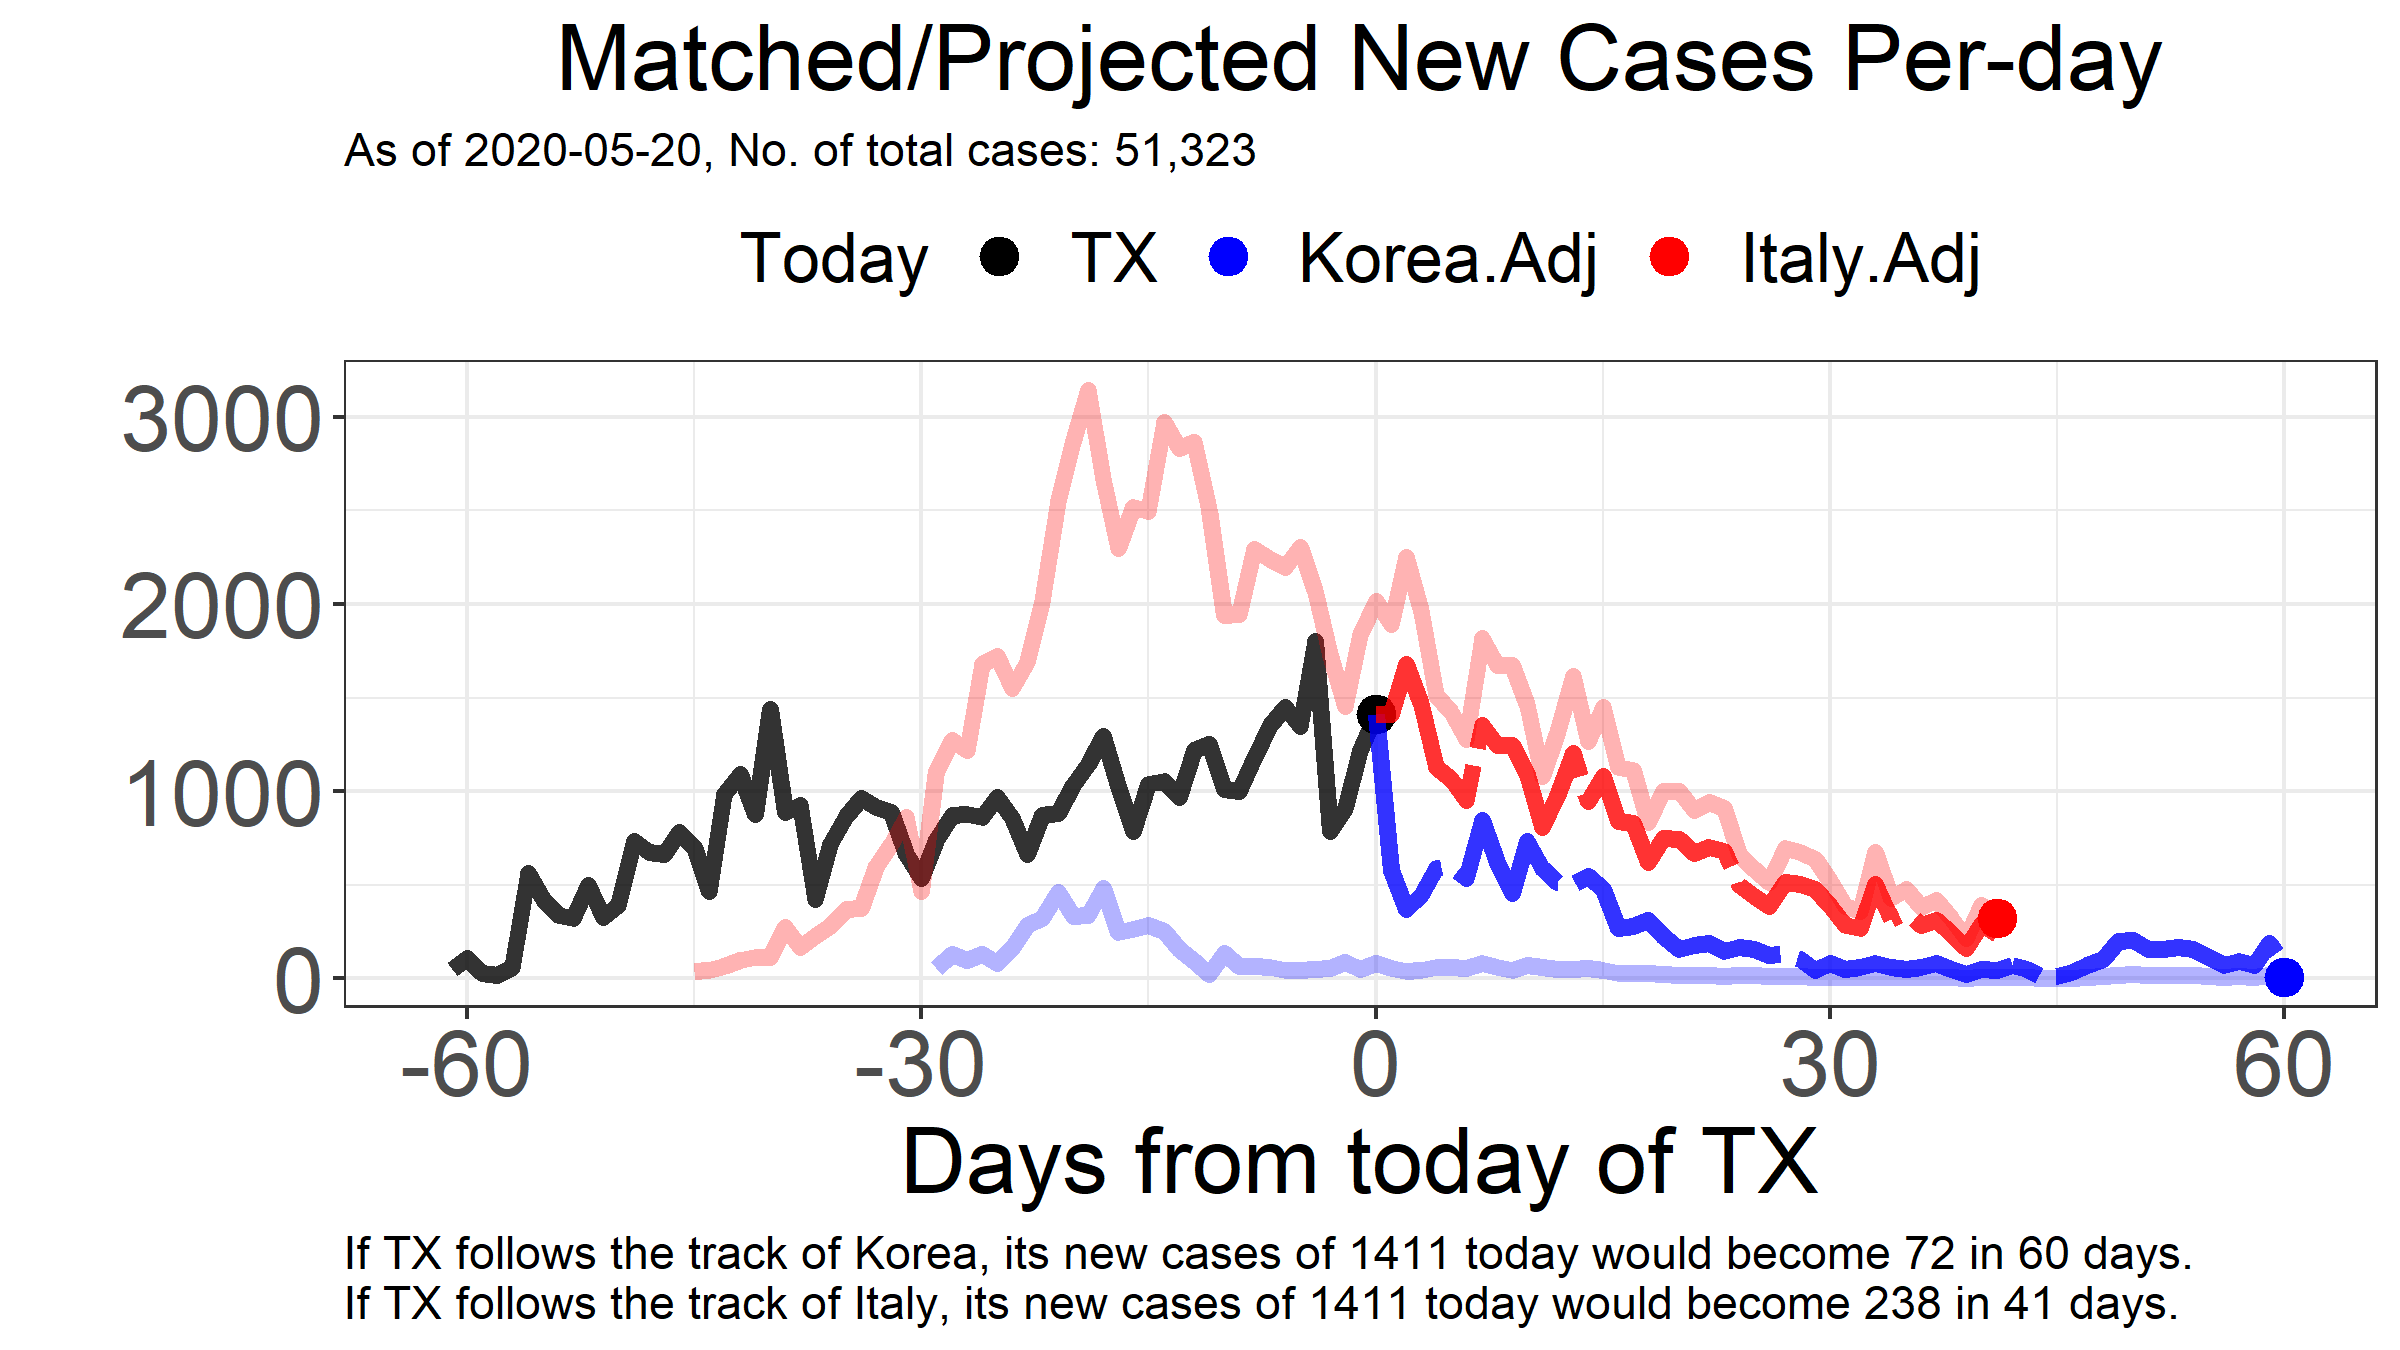 Matched/Projected New Cases Per-day
As of 2020-05-20, No. of total cases: 51,323
Today TX Korea.Adj Italy.Adj
3000
2000
1000
0
-60 -30 0 30 60
Days from today of TX
If TX follows the track of Korea, its new cases of 1411 today would become 72 in 60 days.
If TX follows the track of Italy, its new cases of 1411 today would become 238 in 41 days.